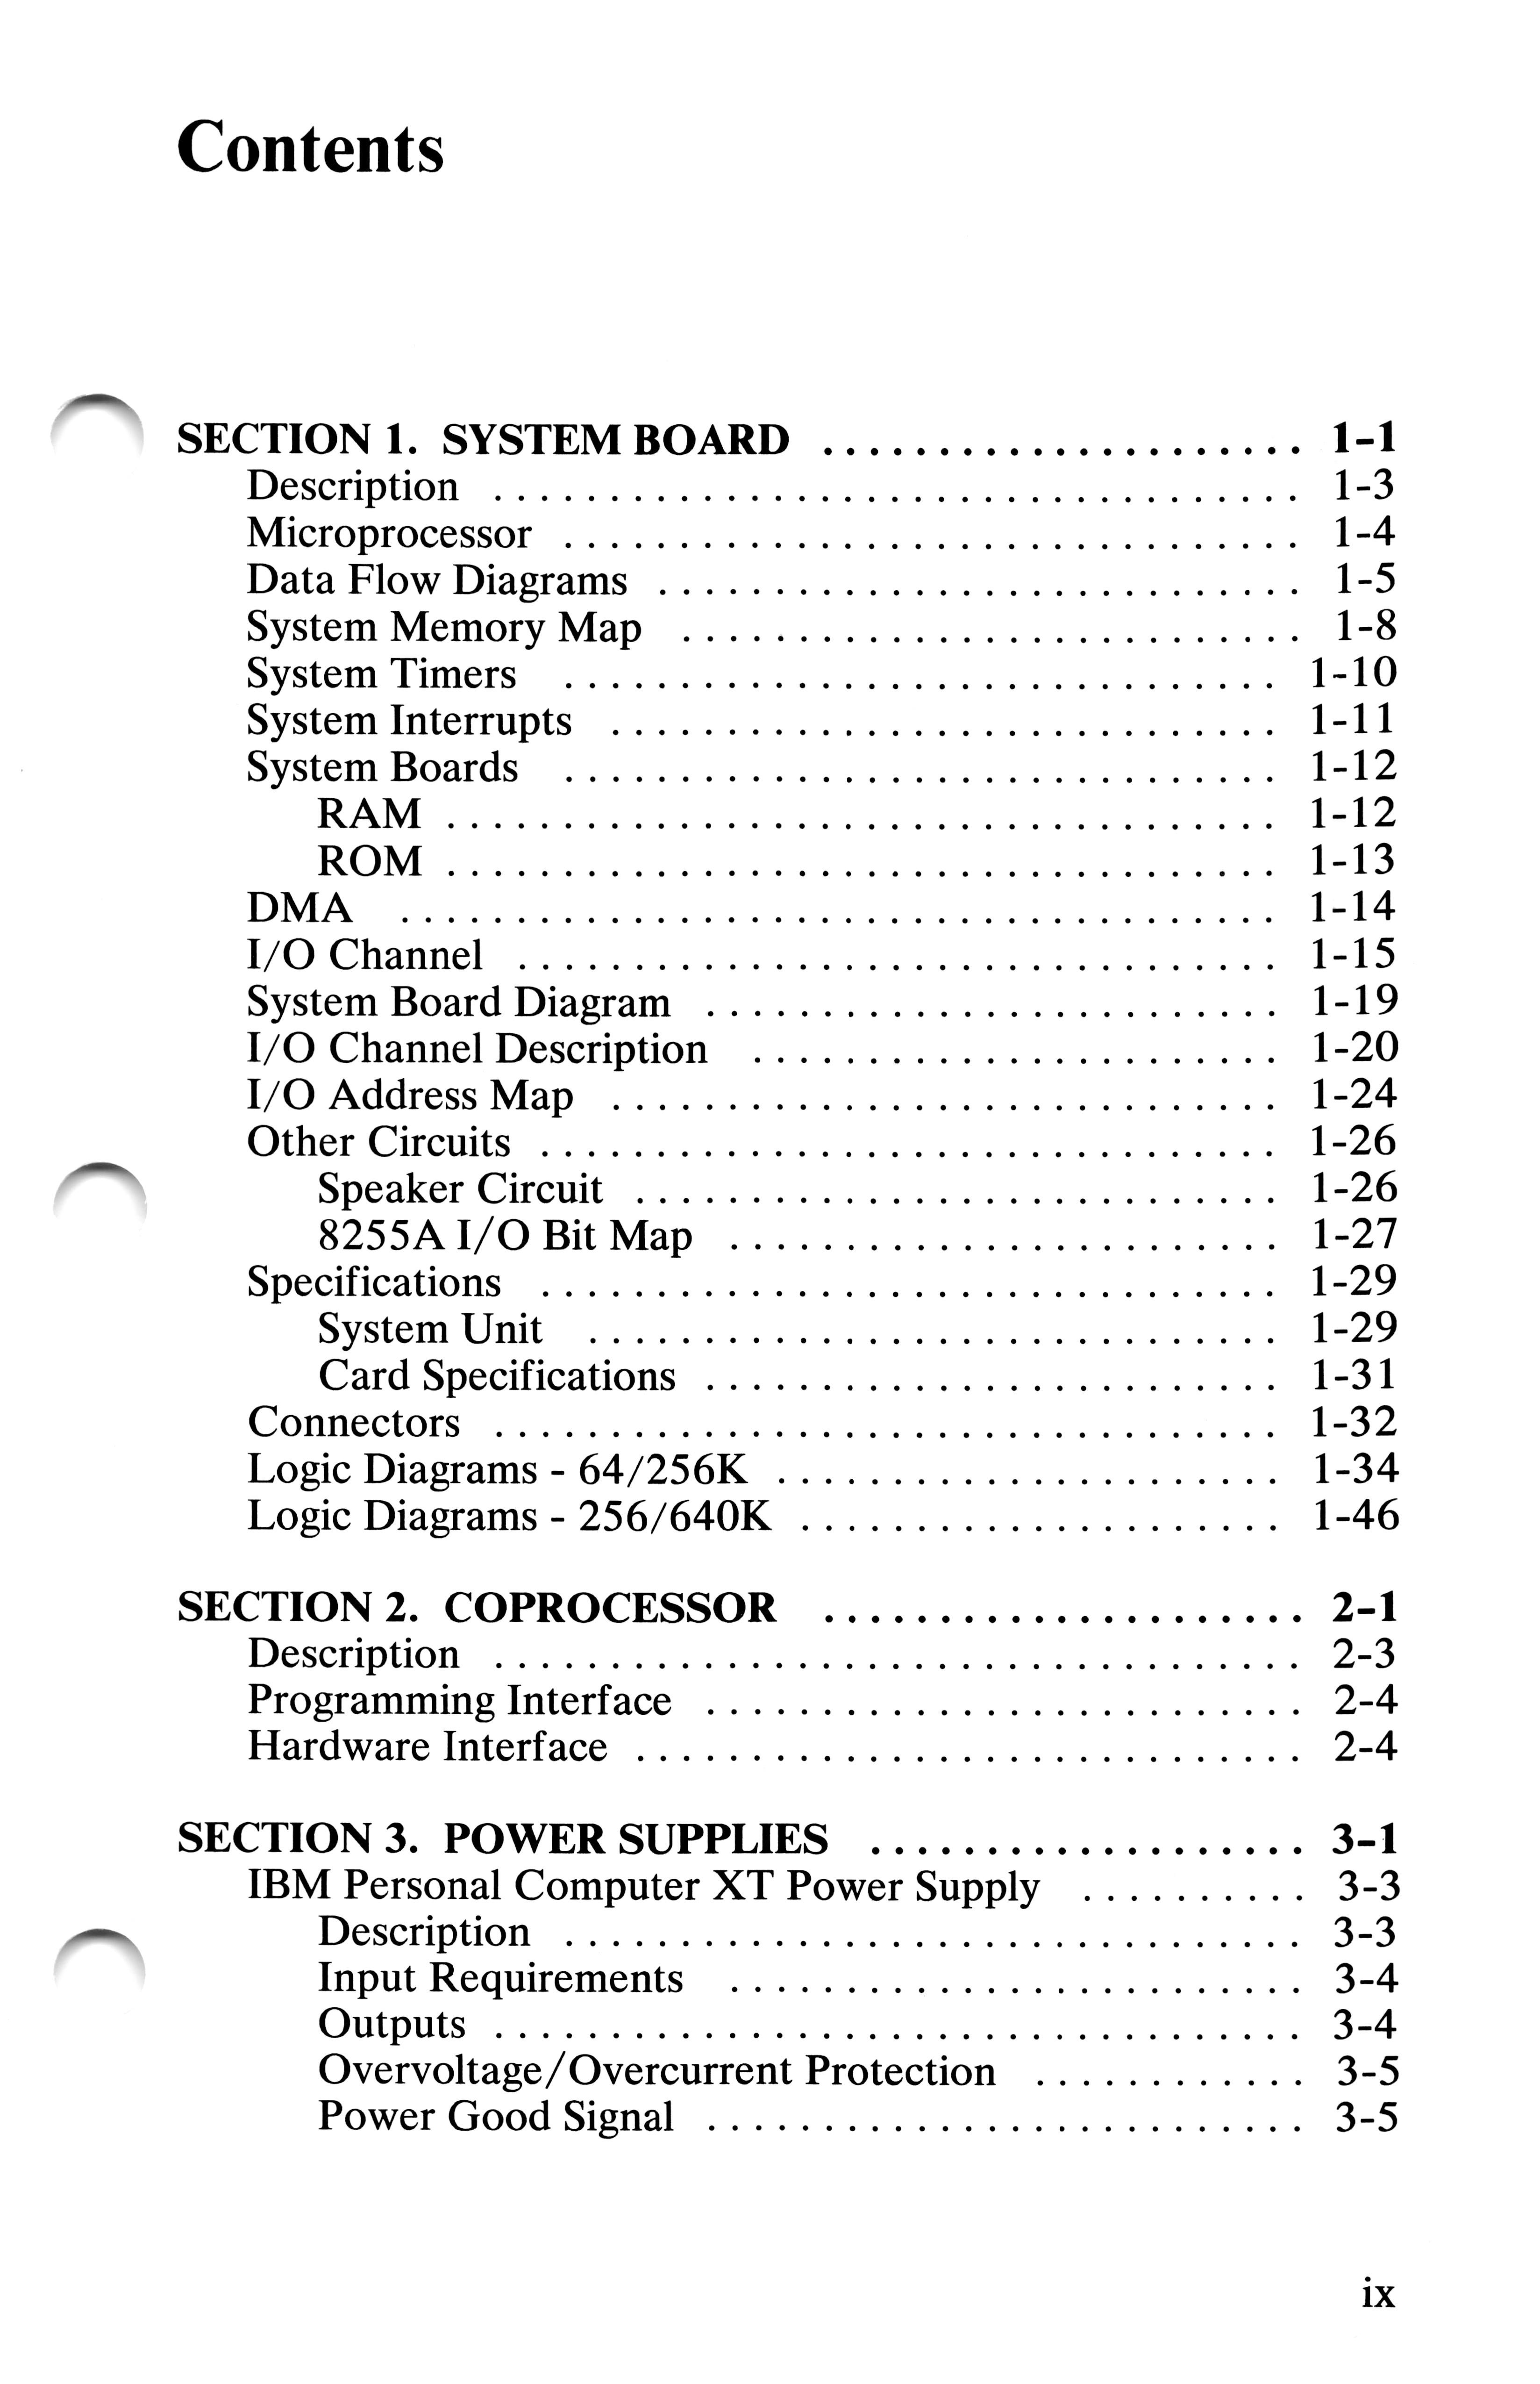 Contents
SECTION 1. SYSTEM BOARD . . . . . . . . . . . . . . . . . . . . . 1-1
Description . . . . . . . . . . . . . . . . . . . . . . . . . . . . . . . . . . . 1-3
Microprocessor . . . . . . . . . . . . . . . . . . . . . . . . . . . . . . . . 1-4
Data Flow Diagrams . . . . . . . . . . . . . . . . . . . . . . . . . . . . 1-5
System Memory Map . . . . . . . . . . . . . . . . . . . . . . . . . . . 1-8
System Timers . . . . . . . . . . . . . . . . . . . . . . . . . . . . . . . 1-10
System Interrupts . . . . . . . . . . . . . . . . . . . . . . . . . . . . . 1-11
System Boards . . . . . . . . . . . . . . . . . . . . . . . . . . . . . . . 1-12
RAM . . . . . . . . . . . . . . . . . . . . . . . . . . . . . . . . . . . . 1-12
ROM . . . . . . . . . . . . . . . . . . . . . . . . . . . . . . . . . . . . 1-13
DMA . . . . . . . . . . . . . . . . . . . . . . . . . . . . . . . . . . . . . . 1-14
I/O Channel . . . . . . . . . . . . . . . . . . . . . . . . . . . . . . . . . 1-15
System Board Diagram . . . . . . . . . . . . . . . . . . . . . . . . . 1-19
I/O Channel Description . . . . . . . . . . . . . . . . . . . . . . . 1-20
I/O Address Map . . . . . . . . . . . . . . . . . . . . . . . . . . . . . 1-24
Other Circuits . . . . . . . . . . . . . . . . . . . . . . . . . . . . . . . . 1-26
Speaker Circuit . . . . . . . . . . . . . . . . . . . . . . . . . . . . 1-26
8255A I/O Bit Map . . . . . . . . . . . . . . . . . . . . . . . . 1-27
Specifications . . . . . . . . . . . . . . . . . . . . . . . . . . . . . . . . 1-29
System Unit . . . . . . . . . . . . . . . . . . . . . . . . . . . . . . 1-29
Card Specifications . . . . . . . . . . . . . . . . . . . . . . . . . 1-31
Connectors . . . . . . . . . . . . . . . . . . . . . . . . . . . . . . . . . . 1-32
Logic Diagrams - 64/256K . . . . . . . . . . . . . . . . . . . . . . 1-34
Logic Diagrams - 256/640K . . . . . . . . . . . . . . . . . . . . . 1-46
SECTION 2. COPROCESSOR . . . . . . . . . . . . . . . . . . . . . 2-1
Description . . . . . . . . . . . . . . . . . . . . . . . . . . . . . . . . . . . 2-3
Programming Interface . . . . . . . . . . . . . . . . . . . . . . . . . . 2-4
Hardware Interface . . . . . . . . . . . . . . . . . . . . . . . . . . . . . 2-4
SECTION 3. POWER SUPPLIES . . . . . . . . . . . . . . . . . . . 3-1
IBM Personal Computer XT Power Supply . . . . . . . . . . 3-3
Description . . . . . . . . . . . . . . . . . . . . . . . . . . . . . . . . 3-3
Input Requirements . . . . . . . . . . . . . . . . . . . . . . . . . 3-4
Outputs . . . . . . . . . . . . . . . . . . . . . . . . . . . . . . . . . . . 3-4
Overvoltage/Overcurrent Protection . . . . . . . . . . . . 3-5
Power Good Signal . . . . . . . . . . . . . . . . . . . . . . . . . . 3-5
ix